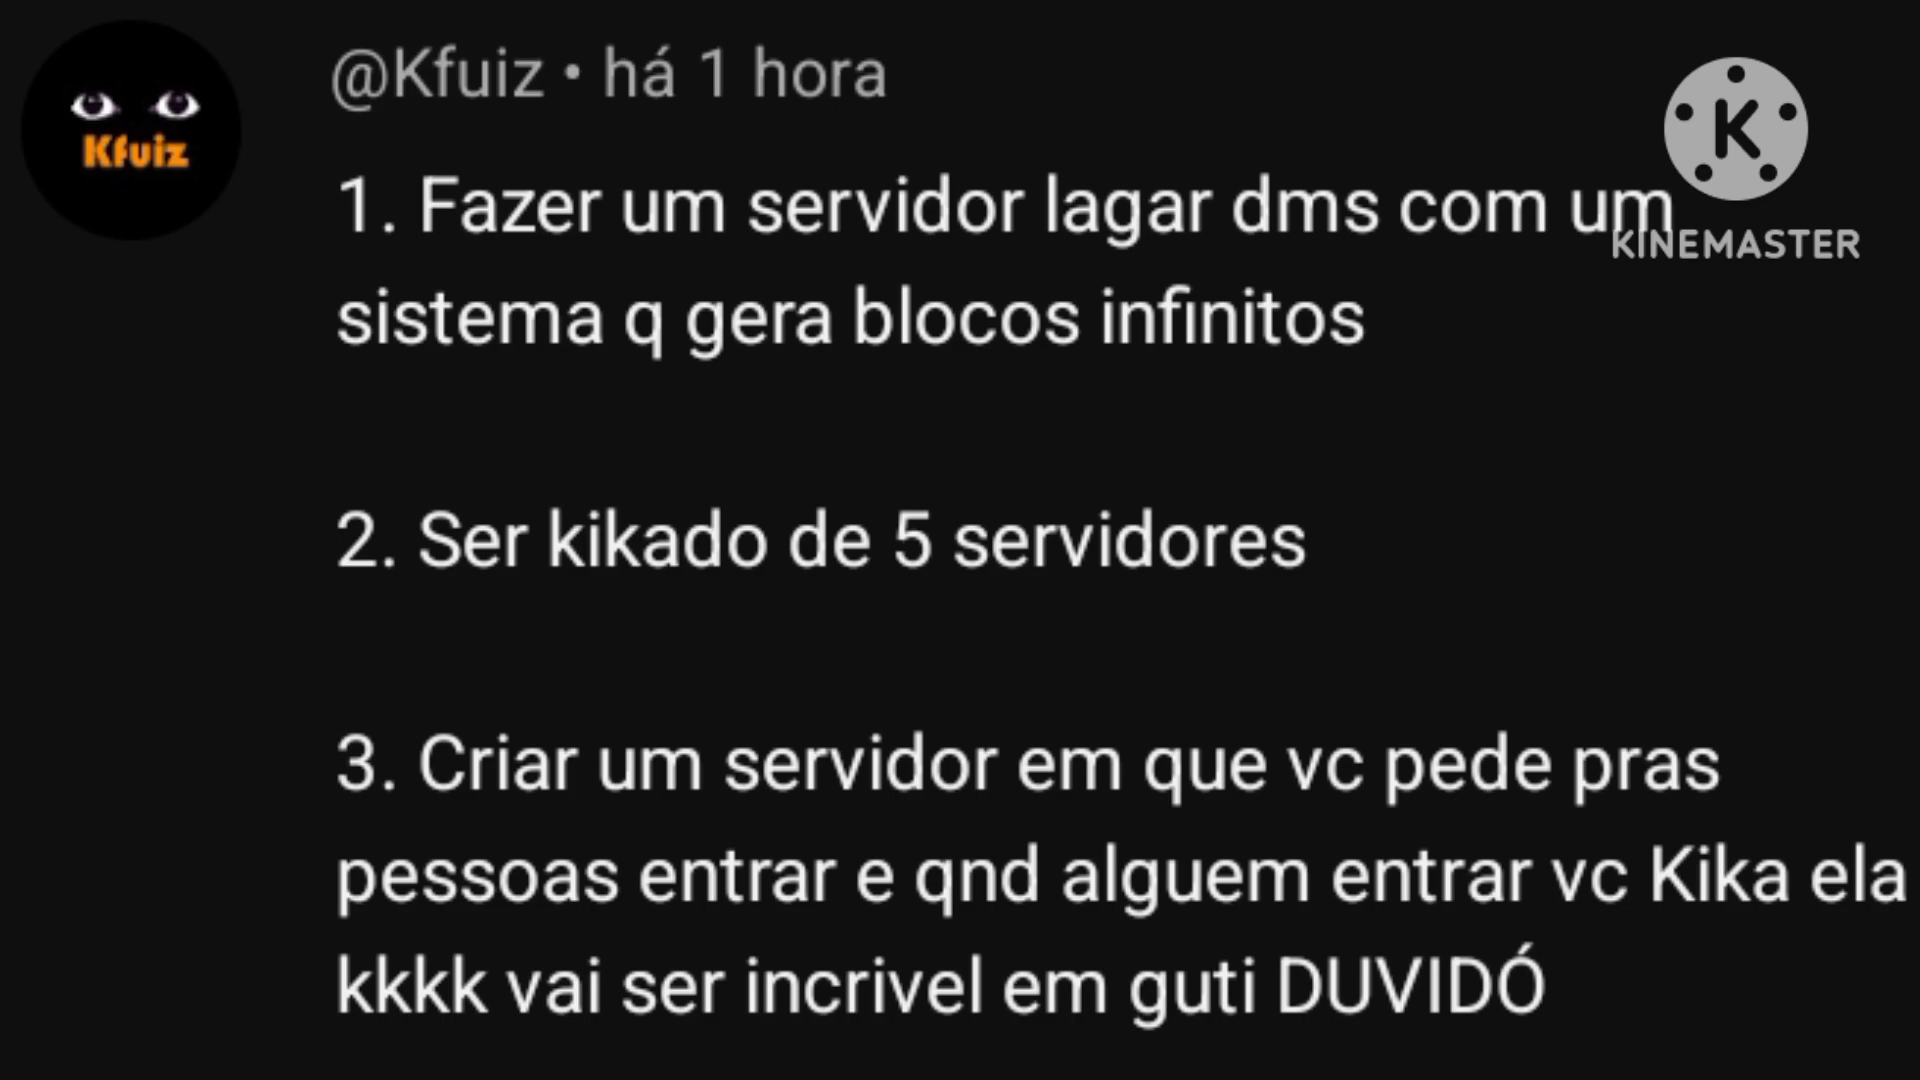 @Kfuiz • há 1 hora
Kfuiz
K
KINEMASTER
1. Fazer um servidor lagar dms com um
sistema q gera blocos infinitos
2. Ser kikado de 5 servidores
3. Criar um servidor em que vc pede pras
pessoas entrar e qnd alguem entrar vc Kika ela
kkkk vai ser incrivel em guti DUVIDÓ